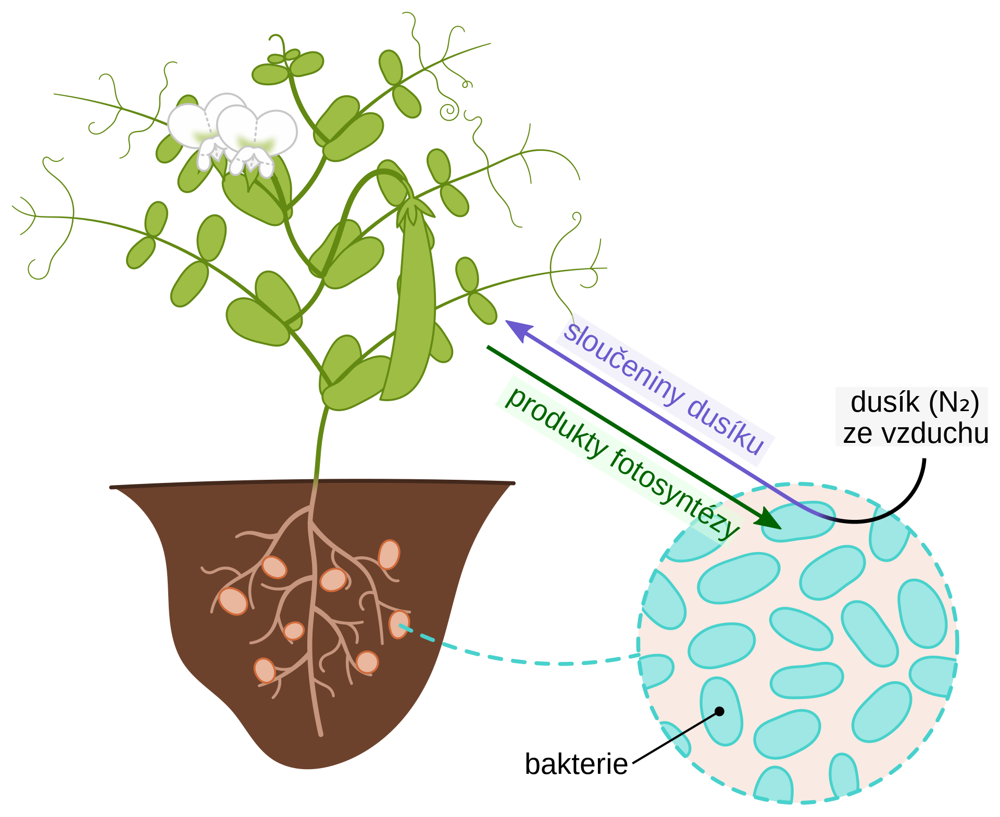 sloučeniny dusíku
produkty fotosyntézy
dusík (N₂)
ze vzduchu
bakterie